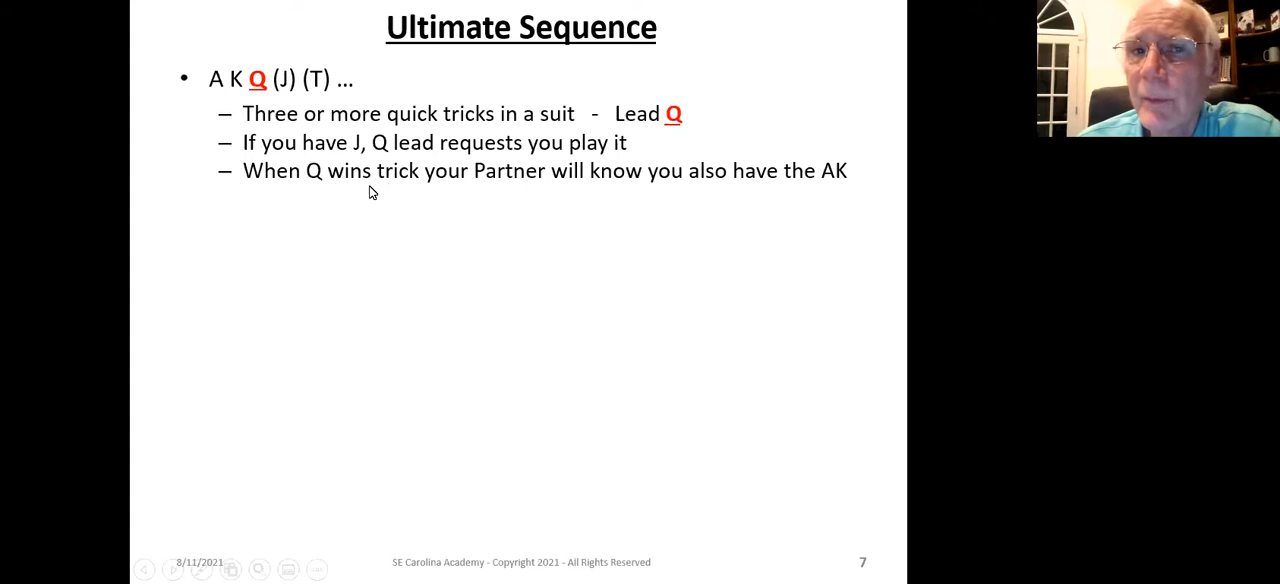 Ultimate Sequence
• A K Q (J) (T) ...
– Three or more quick tricks in a suit - Lead Q
– If you have J, Q lead requests you play it
– When Q wins trick your Partner will know you also have the AK
8/11/2021
SE Carolina Academy - Copyright 2021 - All Rights Reserved
7